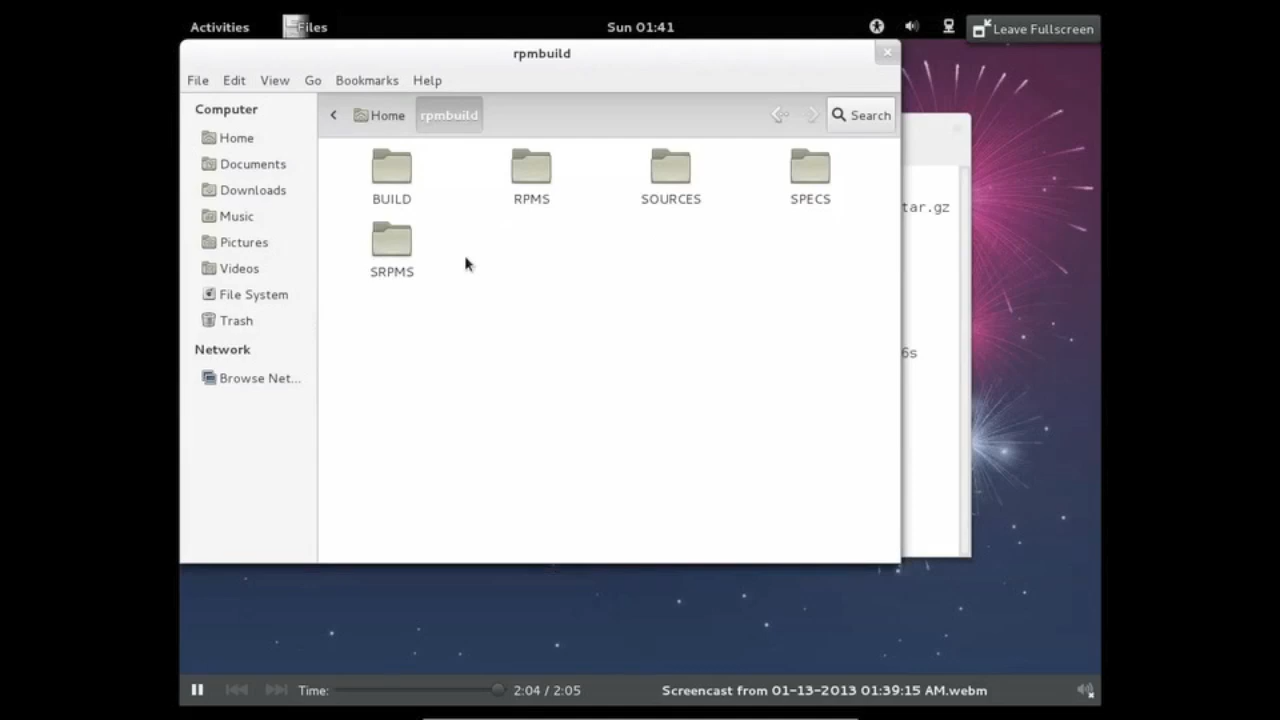 Activities Files Sun 01:41 Leave Fullscreen
rpmbuild
File Edit View Go Bookmarks Help
Computer
Home
Documents
Downloads
Music
Pictures
Videos
File System
Trash
Network
Browse Net...
Home rpmbuild Search
BUILD RPMS SOURCES SPECS
SRPMS
tar.gz
6s
Time: 2:04 / 2:05 Screencast from 01-13-2013 01:39:15 AM.webm